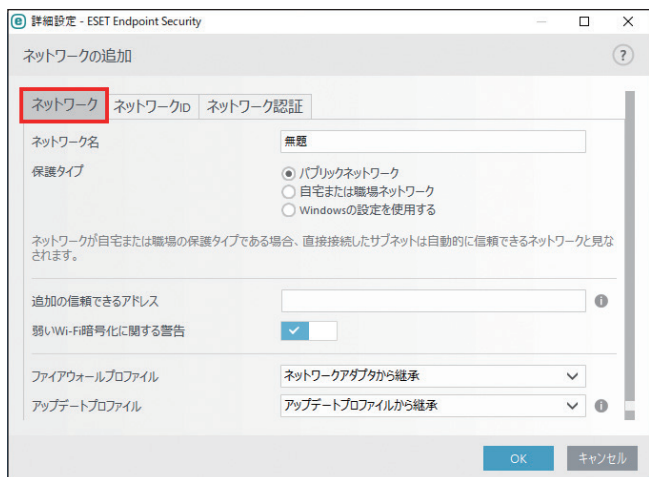 詳細設定 - ESET Endpoint Security
ネットワークの追加
?
ネットワーク ネットワークID ネットワーク認証
ネットワーク名 無題
保護タイプ パブリックネットワーク
自宅または職場ネットワーク
Windowsの設定を使用する
ネットワークが自宅または職場の保護タイプである場合、直接接続したサブネットは自動的に信頼できるネットワークと見な
されます。
追加の信頼できるアドレス
弱いWi-Fi暗号化に関する警告
ファイアウォールプロファイル ネットワークアダプタから継承
アップデートプロファイル アップデートプロファイルから継承
OK キャンセル